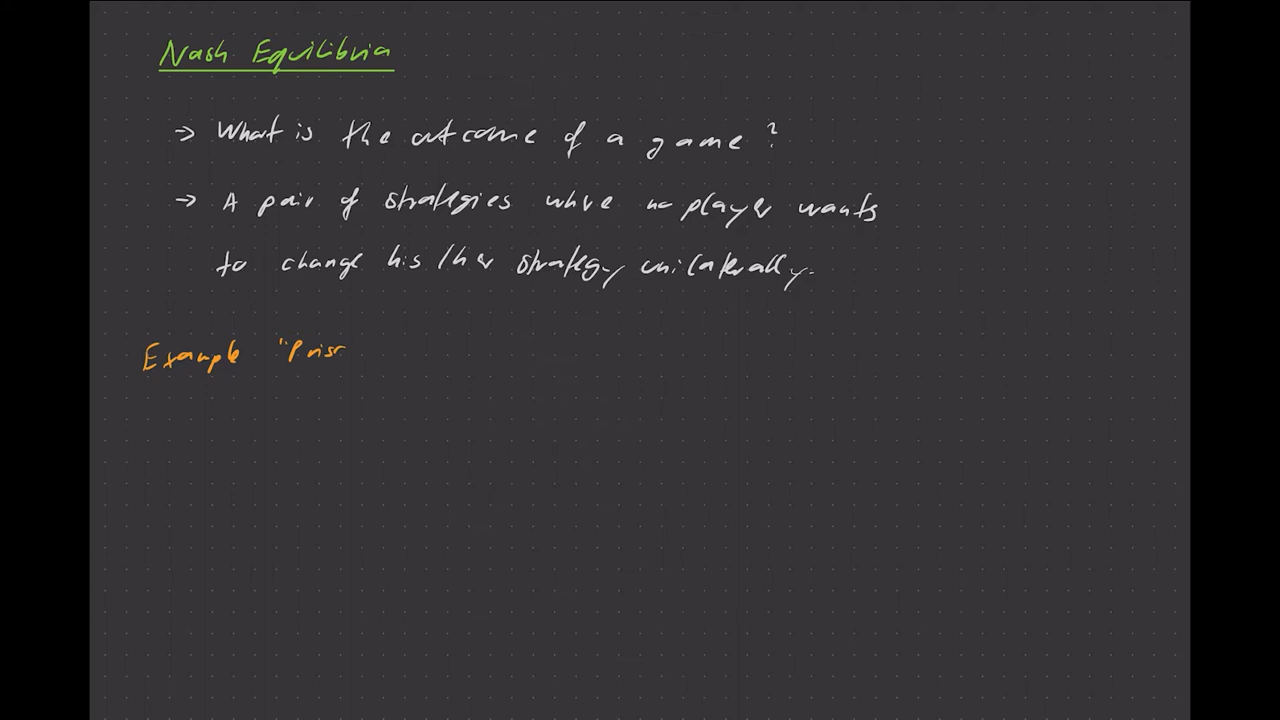 Nash Equilibria
→ What is the outcome of a game?
→ A pair of strategies where no player wants
to change his/her strategy unilaterally.
Example "Priso